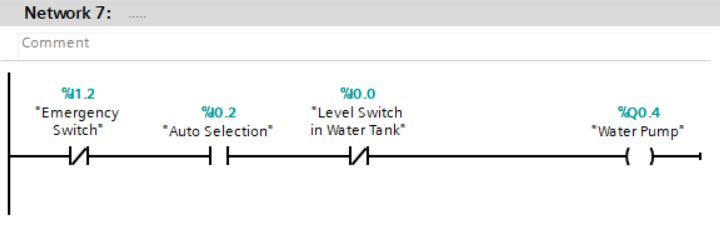 Network 7: .....
Comment
%I1.2
"Emergency
Switch"
%I0.2
"Auto Selection"
%I0.0
"Level Switch
in Water Tank"
%Q0.4
"Water Pump"